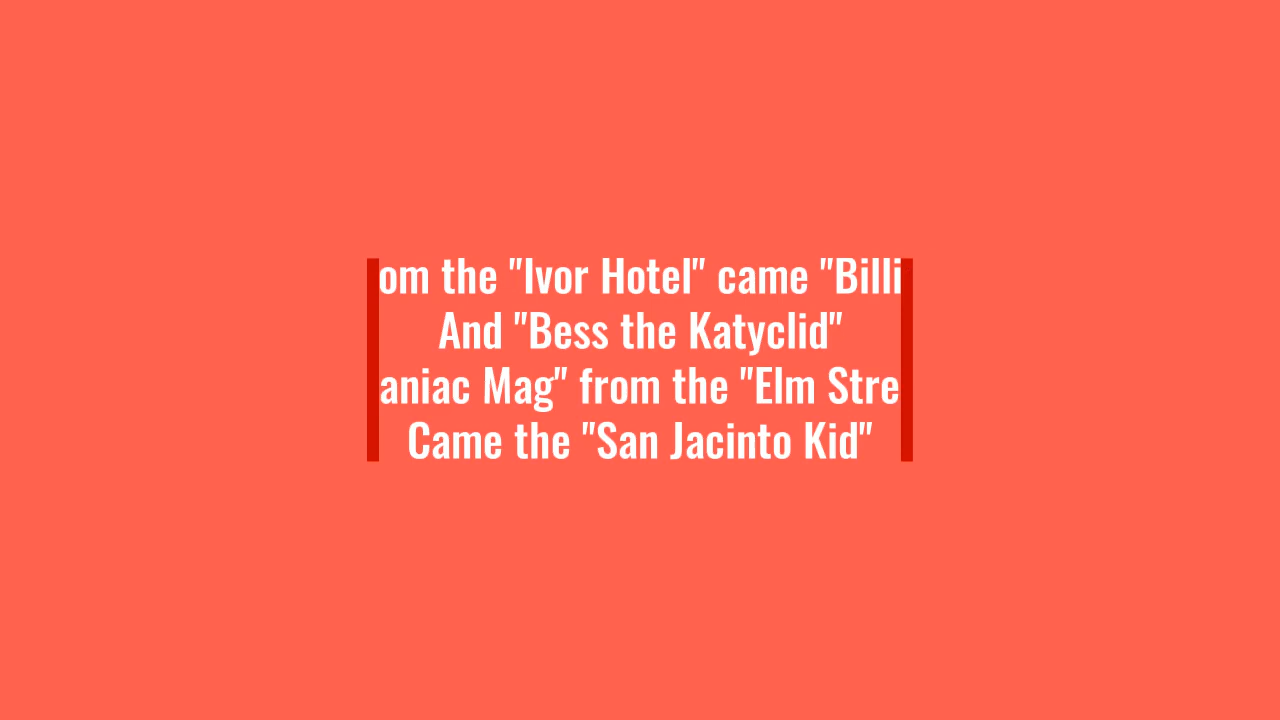 om the "Ivor Hotel" came "Billi
And "Bess the Katyclid"
aniac Mag" from the "Elm Stre
Came the "San Jacinto Kid"